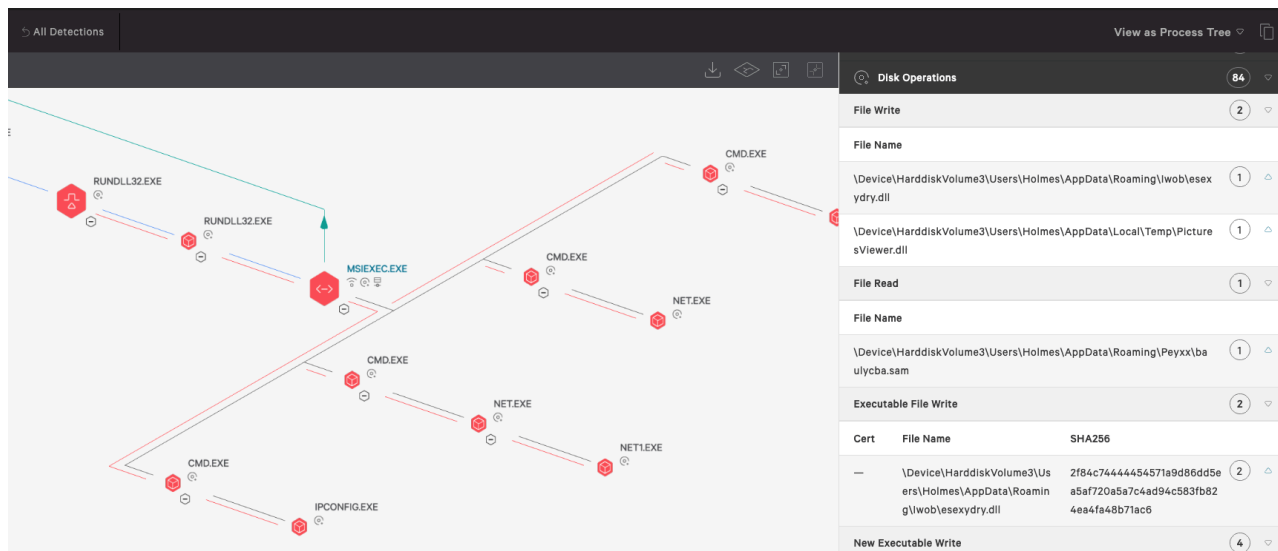 All Detections
View as Process Tree
E
RUNDLL32.EXE
RUNDLL32.EXE
MSIEXEC.EXE
CMD.EXE
CMD.EXE
NET.EXE
CMD.EXE
NET.EXE
NET1.EXE
CMD.EXE
IPCONFIG.EXE
Disk Operations 84
File Write 2
File Name
\Device\HarddiskVolume3\Users\Holmes\AppData\Roaming\Iwob\esex 1
ydry.dll
\Device\HarddiskVolume3\Users\Holmes\AppData\Local\Temp\Picture 1
sViewer.dll
File Read 1
File Name
\Device\HarddiskVolume3\Users\Holmes\AppData\Roaming\Peyxx\ba 1
ulycba.sam
Executable File Write 2
Cert File Name SHA256
— \Device\HarddiskVolume3\Us 2f84c74444454571a9d86dd5e 2
ers\Holmes\AppData\Roamin a5af720a5a7c4ad94c583fb82
g\Iwob\esexydry.dll 4ea4fa48b71ac6
New Executable Write 4